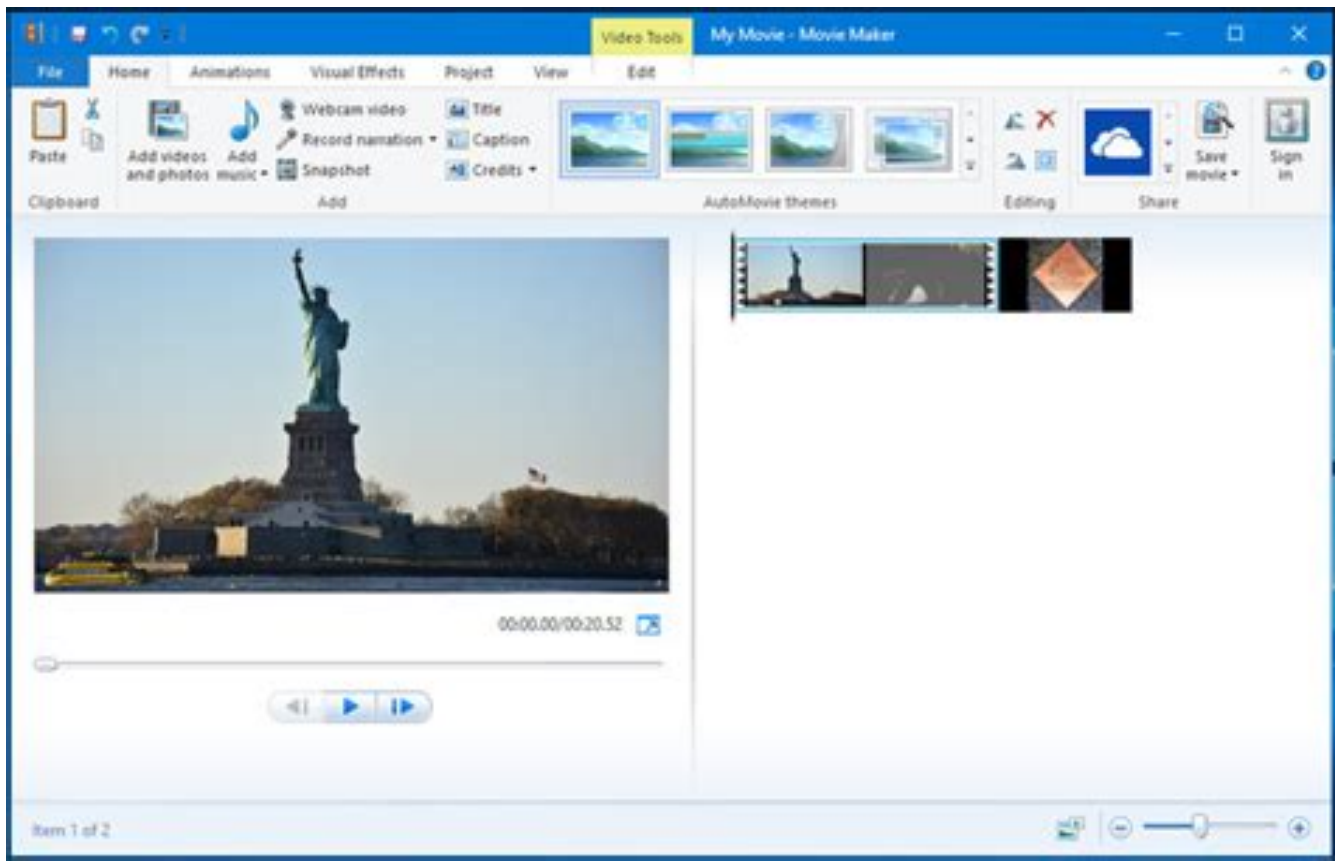 Video Tools
My Movie - Movie Maker
File Home Animations Visual Effects Project View Edit
Paste
Add videos and photos
Add music
Webcam video
Record narration
Snapshot
Title
Caption
Credits
Save movie
Sign in
Clipboard Add AutoMovie themes Editing Share
00:00.00/00:20.52
Item 1 of 2